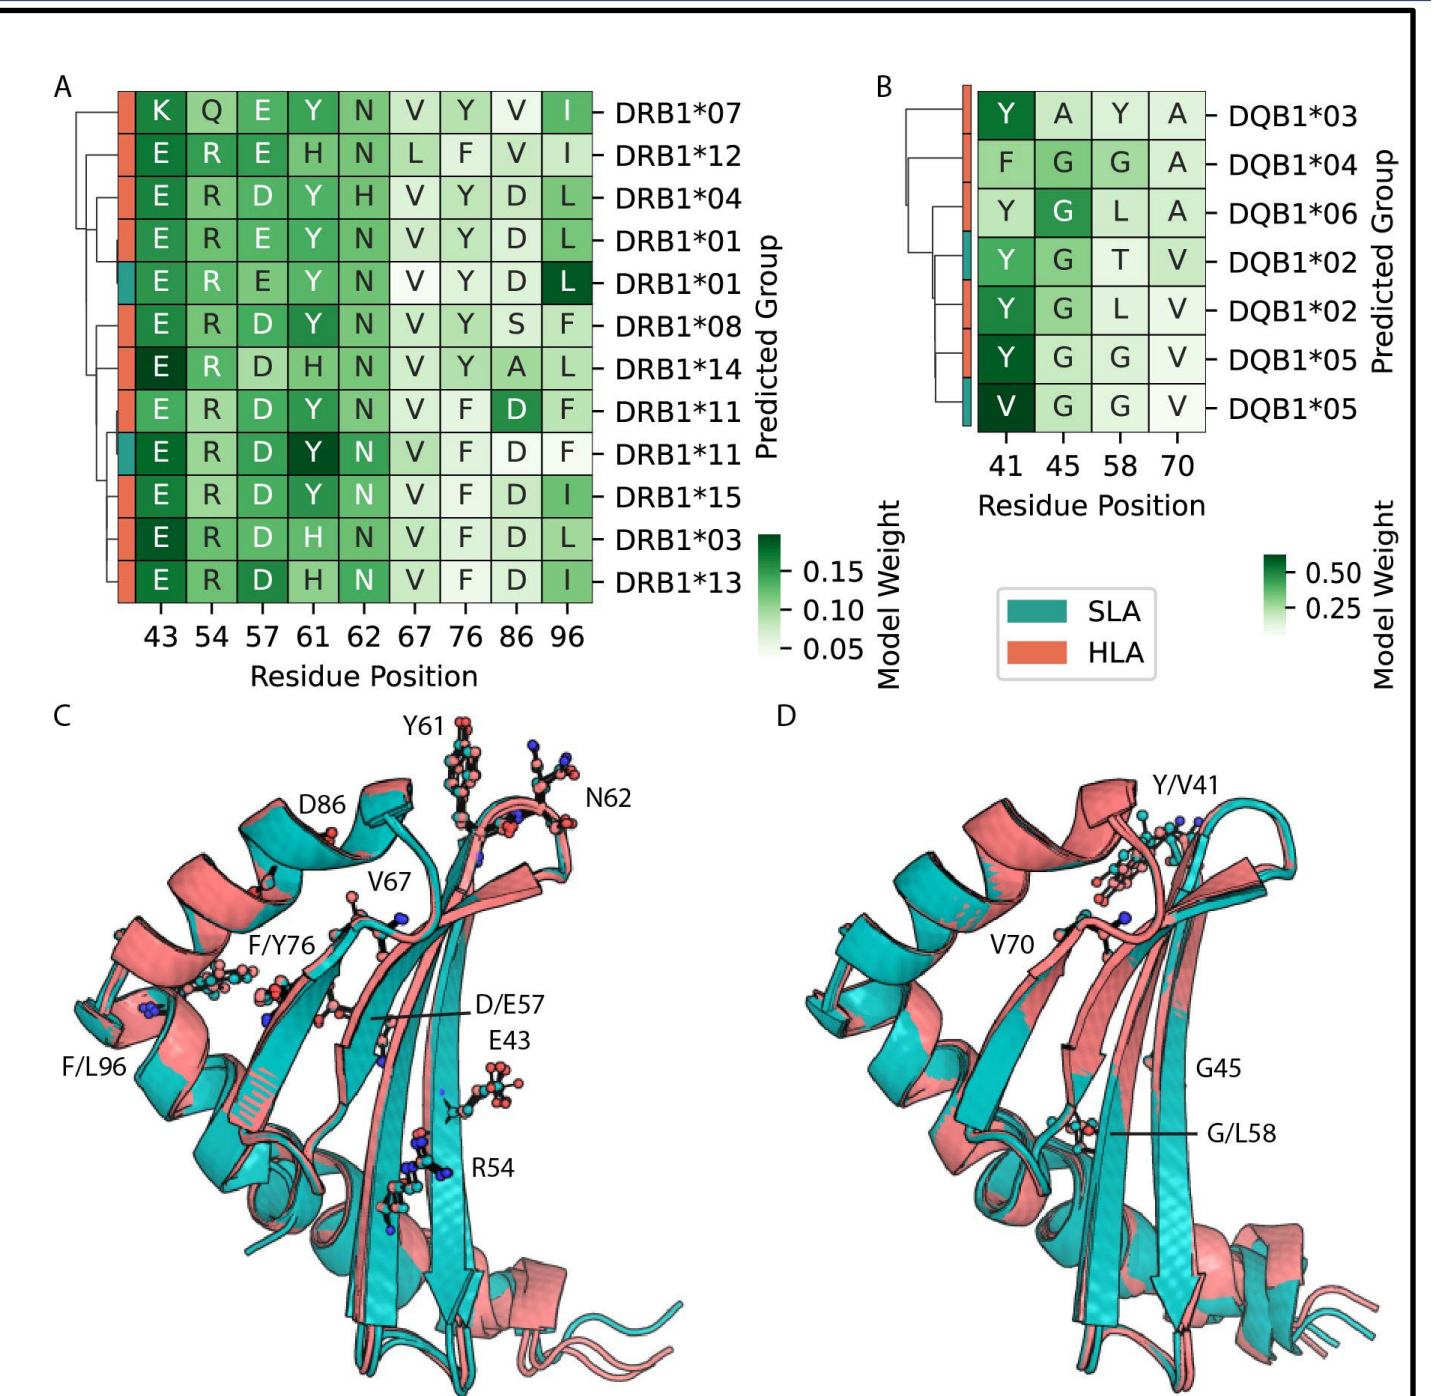 A
K Q E Y N V Y V I DRB1*07
E R E H N L F V I DRB1*12
E R D Y H V Y D L DRB1*04
E R E Y N V Y D L DRB1*01
E R E Y N V Y D L DRB1*01
E R D Y N V Y S F DRB1*08
E R D H N V Y A L DRB1*14
E R D Y N V F D F DRB1*11
E R D Y N V F D F DRB1*11
E R D Y N V F D I DRB1*15
E R D H N V F D L DRB1*03
E R D H N V F D I DRB1*13
43 54 57 61 62 67 76 86 96
Residue Position
Predicted Group
0.15
0.10
0.05
Model Weight
B
Y A Y A DQB1*03
F G G A DQB1*04
Y G L A DQB1*06
Y G T V DQB1*02
Y G L V DQB1*02
Y G G V DQB1*05
V G G V DQB1*05
41 45 58 70
Residue Position
Predicted Group
SLA
HLA
0.50
0.25
Model Weight
C
Y61
N62
D86
V67
F/Y76
D/E57
E43
F/L96
R54
D
Y/V41
V70
G45
G/L58